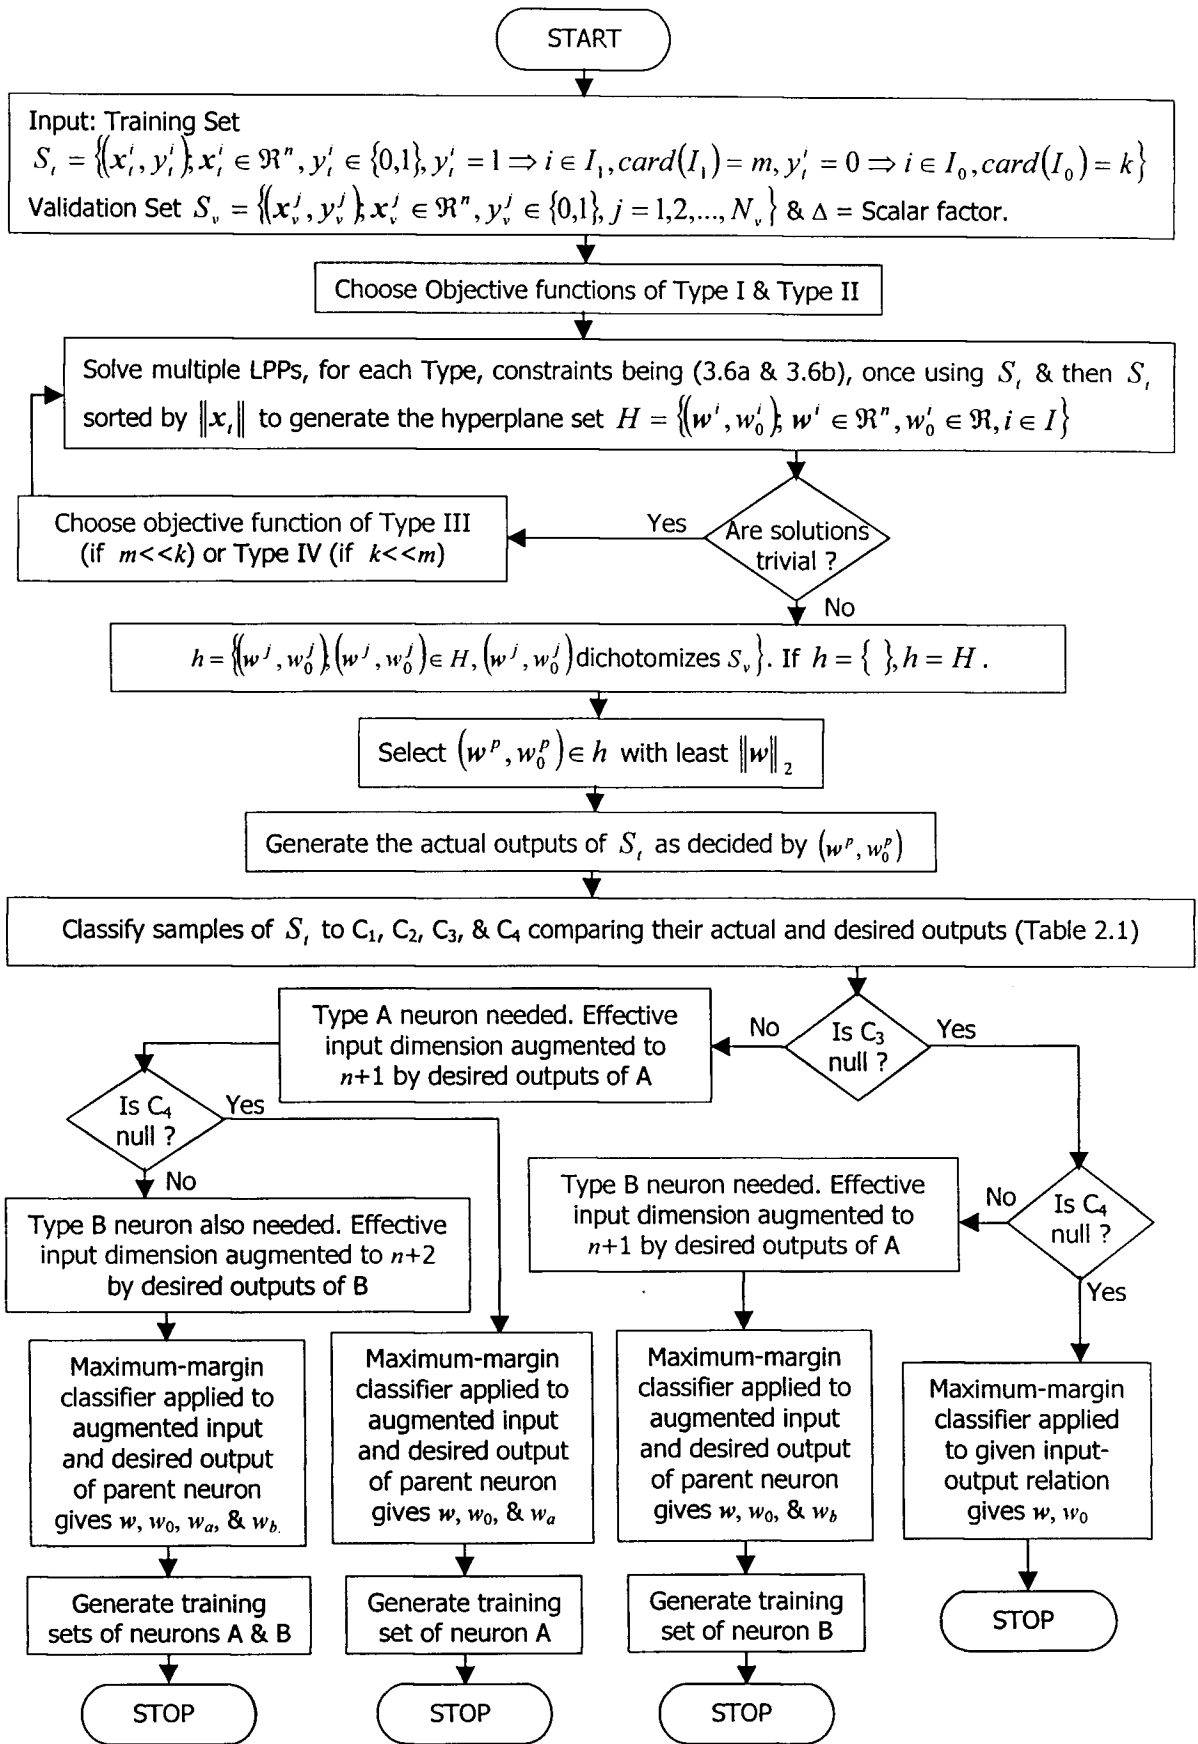 START
Input: Training Set
S_t = {(x_t^i, y_t^i); x_t^i ∈ ℜ^n, y_t^i ∈ {0,1}, y_t^i = 1 ⇒ i ∈ I_1, card(I_1) = m, y_t^i = 0 ⇒ i ∈ I_0, card(I_0) = k}
Validation Set S_v = {(x_v^j, y_v^j); x_v^j ∈ ℜ^n, y_v^j ∈ {0,1}, j = 1,2,..., N_v} & Δ = Scalar factor.
Choose Objective functions of Type I & Type II
Solve multiple LPPs, for each Type, constraints being (3.6a & 3.6b), once using S_t & then S_t
sorted by ‖x_t‖ to generate the hyperplane set H = {(w^i, w_0^i); w^i ∈ ℜ^n, w_0^i ∈ ℜ, i ∈ I}
Are solutions
trivial ?
Yes
Choose objective function of Type III
(if m<<k) or Type IV (if k<<m)
No
h = {(w^j, w_0^j); (w^j, w_0^j) ∈ H, (w^j, w_0^j) dichotomizes S_v}. If h = { }, h = H .
Select (w^p, w_0^p) ∈ h with least ‖w‖_2
Generate the actual outputs of S_t as decided by (w^p, w_0^p)
Classify samples of S_t to C₁, C₂, C₃, & C₄ comparing their actual and desired outputs (Table 2.1)
Is C₃
null ?
No
Yes
Type A neuron needed. Effective
input dimension augmented to
n+1 by desired outputs of A
Is C₄
null ?
Yes
No
Type B neuron also needed. Effective
input dimension augmented to n+2
by desired outputs of B
Type B neuron needed. Effective
input dimension augmented to
n+1 by desired outputs of A
No
Is C₄
null ?
Yes
Maximum-margin
classifier applied to
augmented input
and desired output
of parent neuron
gives w, w₀, w_a, & w_b.
Maximum-margin
classifier applied to
augmented input
and desired output
of parent neuron
gives w, w₀, & w_a
Maximum-margin
classifier applied to
augmented input
and desired output
of parent neuron
gives w, w₀, & w_b
Maximum-margin
classifier applied
to given input-
output relation
gives w, w₀
Generate training
sets of neurons A & B
Generate training
set of neuron A
Generate training
set of neuron B
STOP
STOP
STOP
STOP